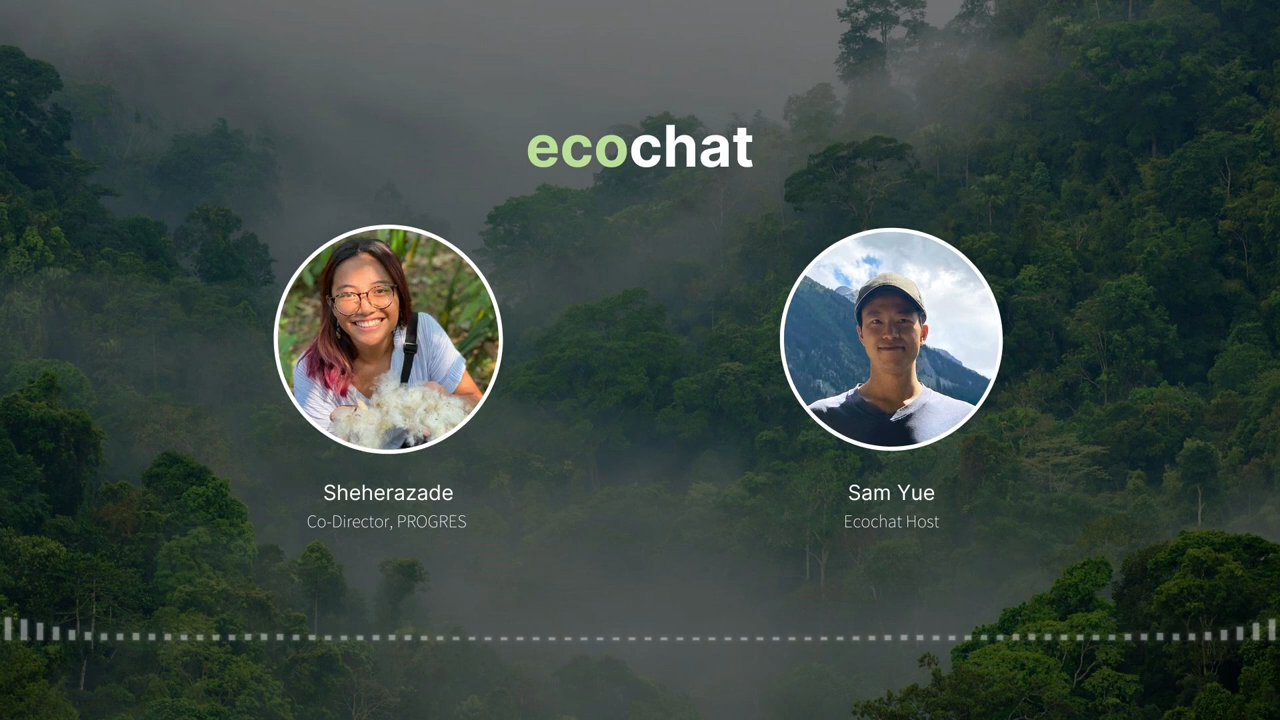 ecochat
Sheherazade
Co-Director, PROGRES
Sam Yue
Ecochat Host